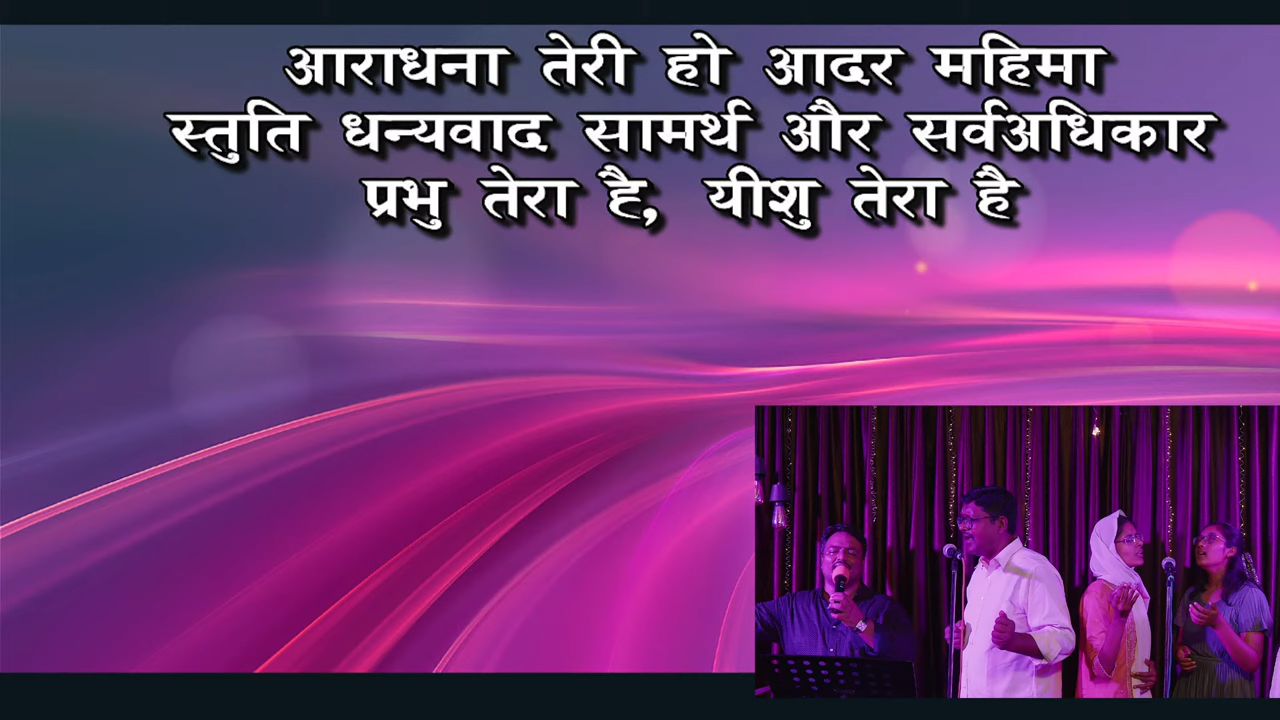 आराधना तेरी हो आदर महिमा
स्तुति धन्यवाद सामर्थ और सर्वअधिकार
प्रभु तेरा है, यीशु तेरा है